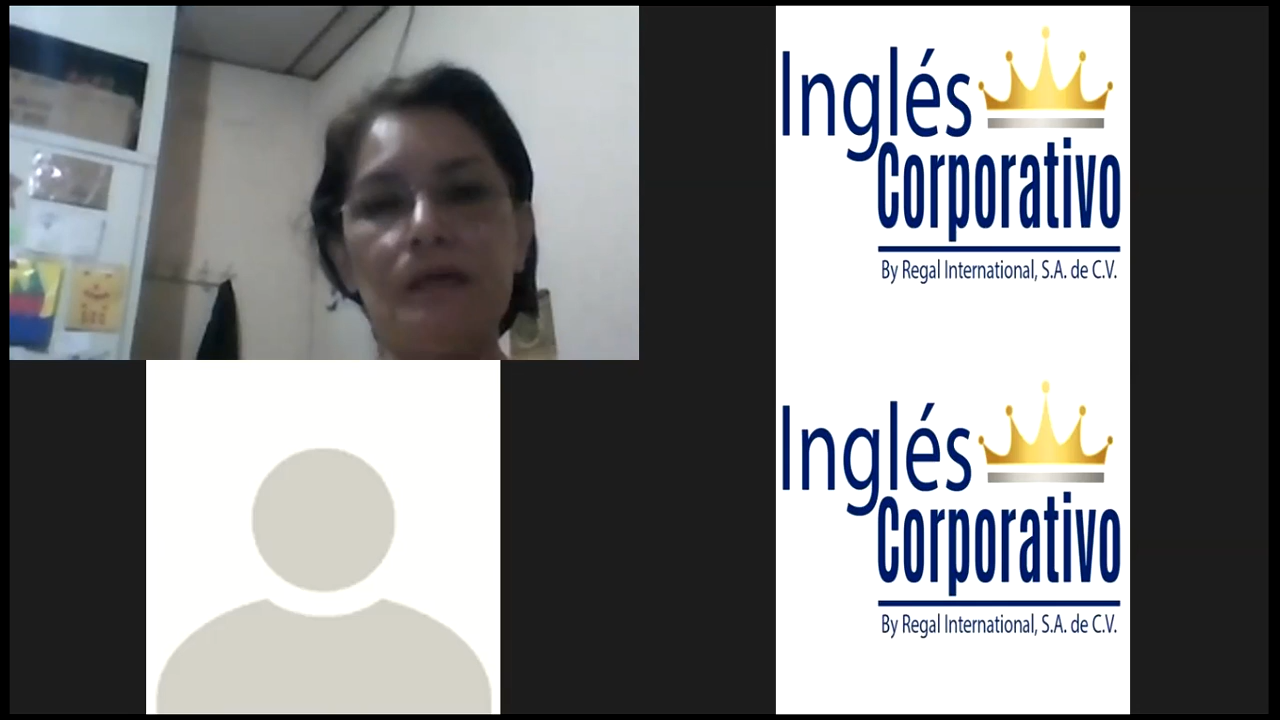 Inglés
Corporativo
By Regal International, S.A. de C.V.
Inglés
Corporativo
By Regal International, S.A. de C.V.